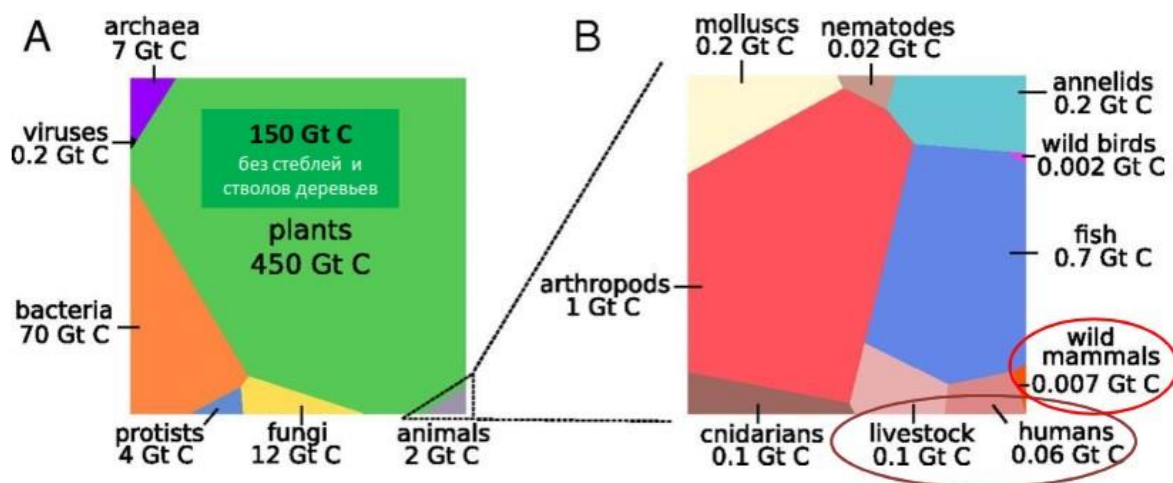 A
archaea
7 Gt C
viruses
0.2 Gt C
150 Gt C
без стеблей и
стволов деревьев
plants
450 Gt C
bacteria
70 Gt C
protists
4 Gt C
fungi
12 Gt C
animals
2 Gt C
B
molluscs
0.2 Gt C
nematodes
0.02 Gt C
annelids
0.2 Gt C
wild birds
0.002 Gt C
fish
0.7 Gt C
arthropods
1 Gt C
wild
mammals
0.007 Gt C
cnidarians
0.1 Gt C
livestock
0.1 Gt C
humans
0.06 Gt C